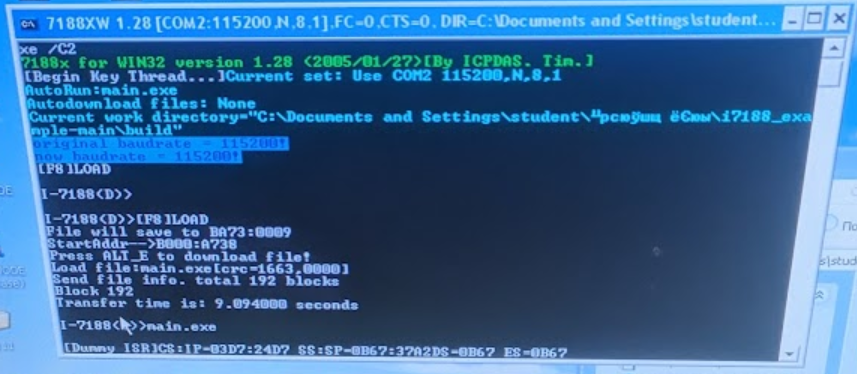 7188XW 1.28 [COM2:115200,N,8,1],FC=0,CTS=0, DIR=C:\Documents and Settings\student...
xe /C2
7188x for WIN32 version 1.28 (2005/01/27)[By ICPDAS. Tim.]
[Begin Key Thread...]Current set: Use COM2 115200,N,8,1
AutoRun:main.exe
Autodownload files: None
Current work directory="C:\Documents and Settings\student\ i7188_exa
mple-main\build"
original baudrate = 115200!
now baudrate = 115200!
[F8]LOAD
I-7188<D>>
I-7188<D>>[F8]LOAD
File will save to BA73:0009
StartAddr-->B000:A738
Press ALT_E to download file!
Load file:main.exe[crc=1663,0000]
Send file info. total 192 blocks
Block 192
Transfer time is: 9.094000 seconds
I-7188< >>main.exe
[Dummy ISR]CS:IP=03D7:24D7 SS:SP=0B67:37A2DS=0B67 ES=0B67